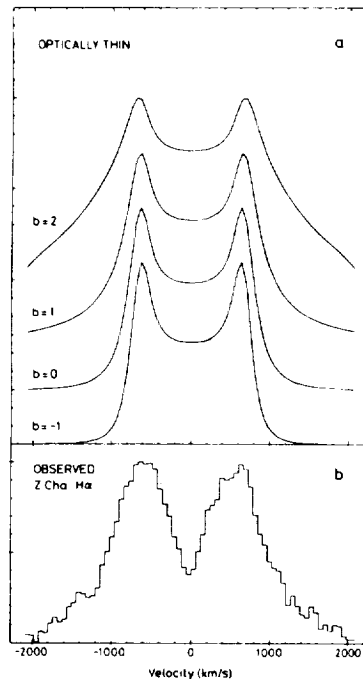 OPTICALLY THIN a
b=2
b=1
b=0
b=-1
OBSERVED b
Z Cha Hα
-2000 -1000 0 1000 2000
Velocity (km/s)